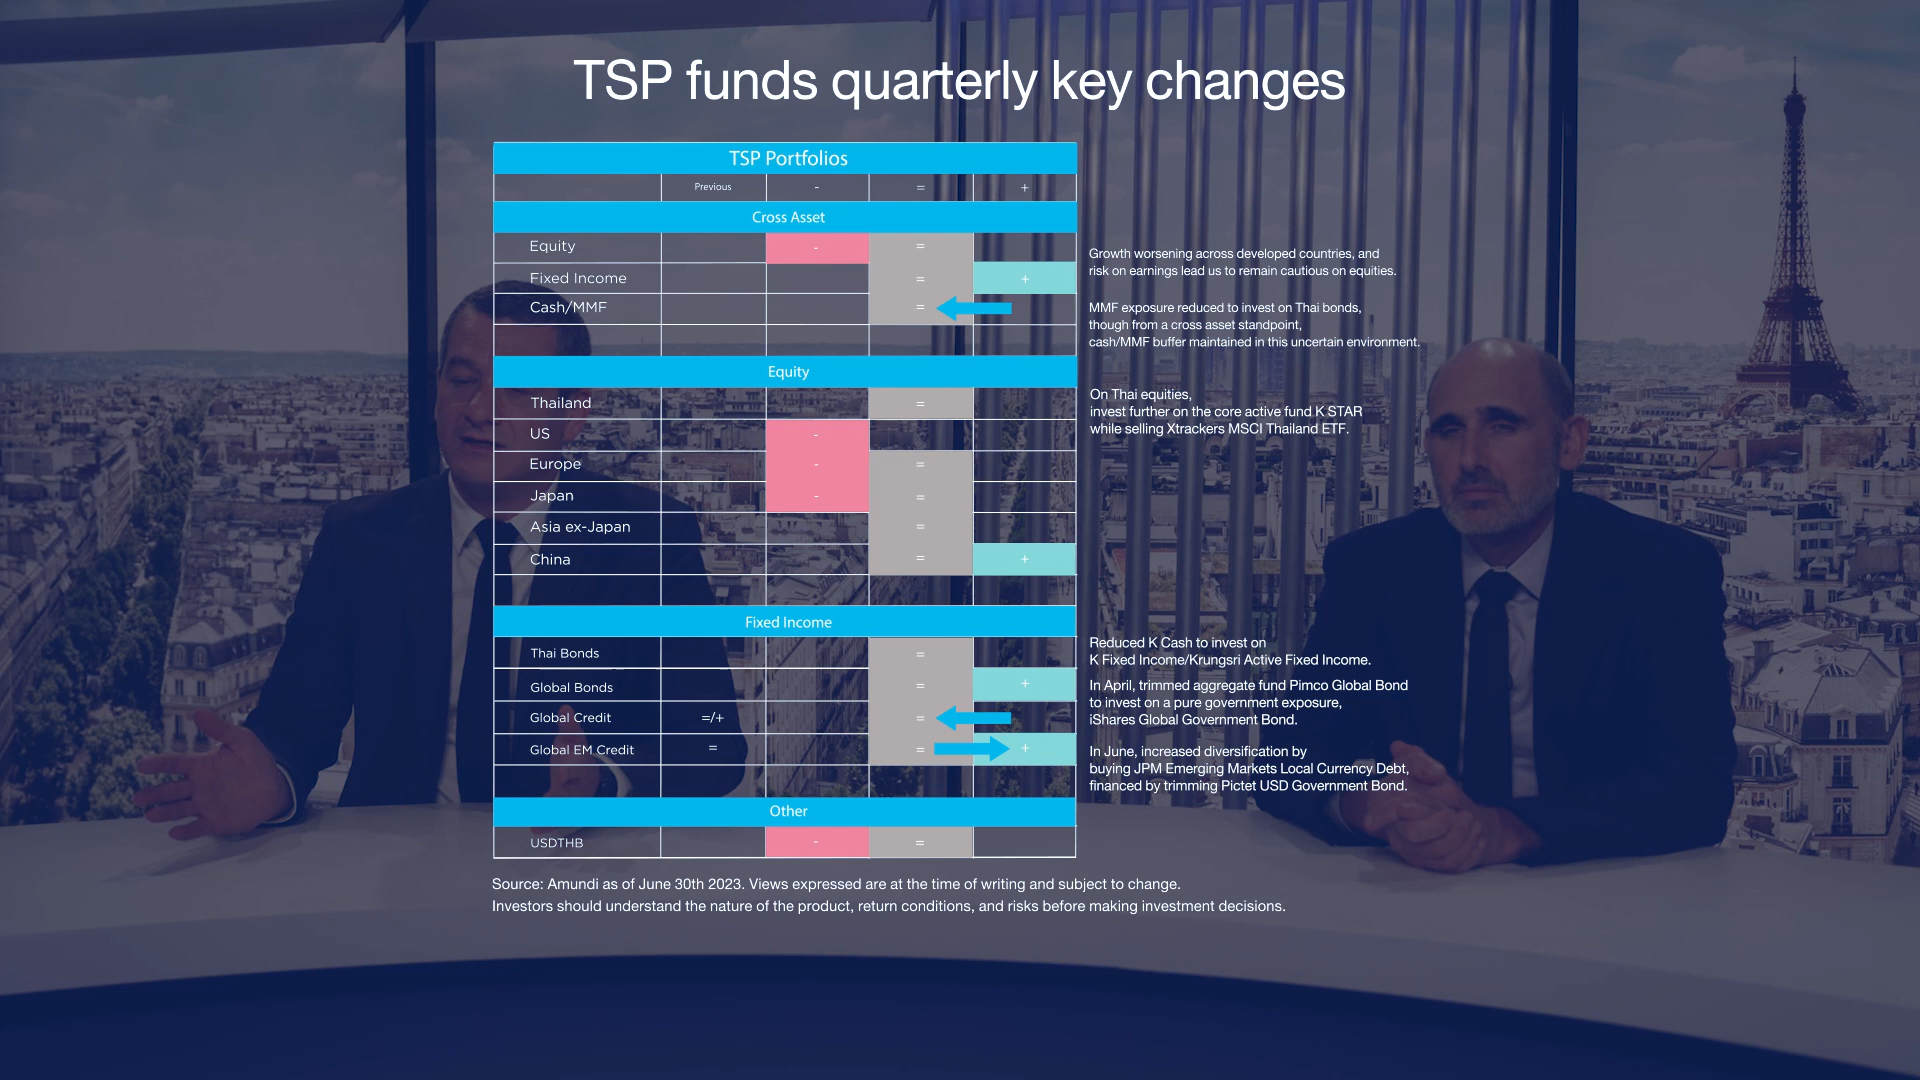 TSP funds quarterly key changes
TSP Portfolios
Previous - = +
Cross Asset
Equity - =
Fixed Income = +
Cash/MMF =
Growth worsening across developed countries, and
risk on earnings lead us to remain cautious on equities.
MMF exposure reduced to invest on Thai bonds,
though from a cross asset standpoint,
cash/MMF buffer maintained in this uncertain environment.
Equity
Thailand =
US -
Europe - =
Japan - =
Asia ex-Japan =
China = +
On Thai equities,
invest further on the core active fund K STAR
while selling Xtrackers MSCI Thailand ETF.
Fixed Income
Thai Bonds =
Global Bonds = +
Global Credit =/+ =
Global EM Credit = = +
Reduced K Cash to invest on
K Fixed Income/Krungsri Active Fixed Income.
In April, trimmed aggregate fund Pimco Global Bond
to invest on a pure government exposure,
iShares Global Government Bond.
In June, increased diversification by
buying JPM Emerging Markets Local Currency Debt,
financed by trimming Pictet USD Government Bond.
Other
USDTHB - =
Source: Amundi as of June 30th 2023. Views expressed are at the time of writing and subject to change.
Investors should understand the nature of the product, return conditions, and risks before making investment decisions.